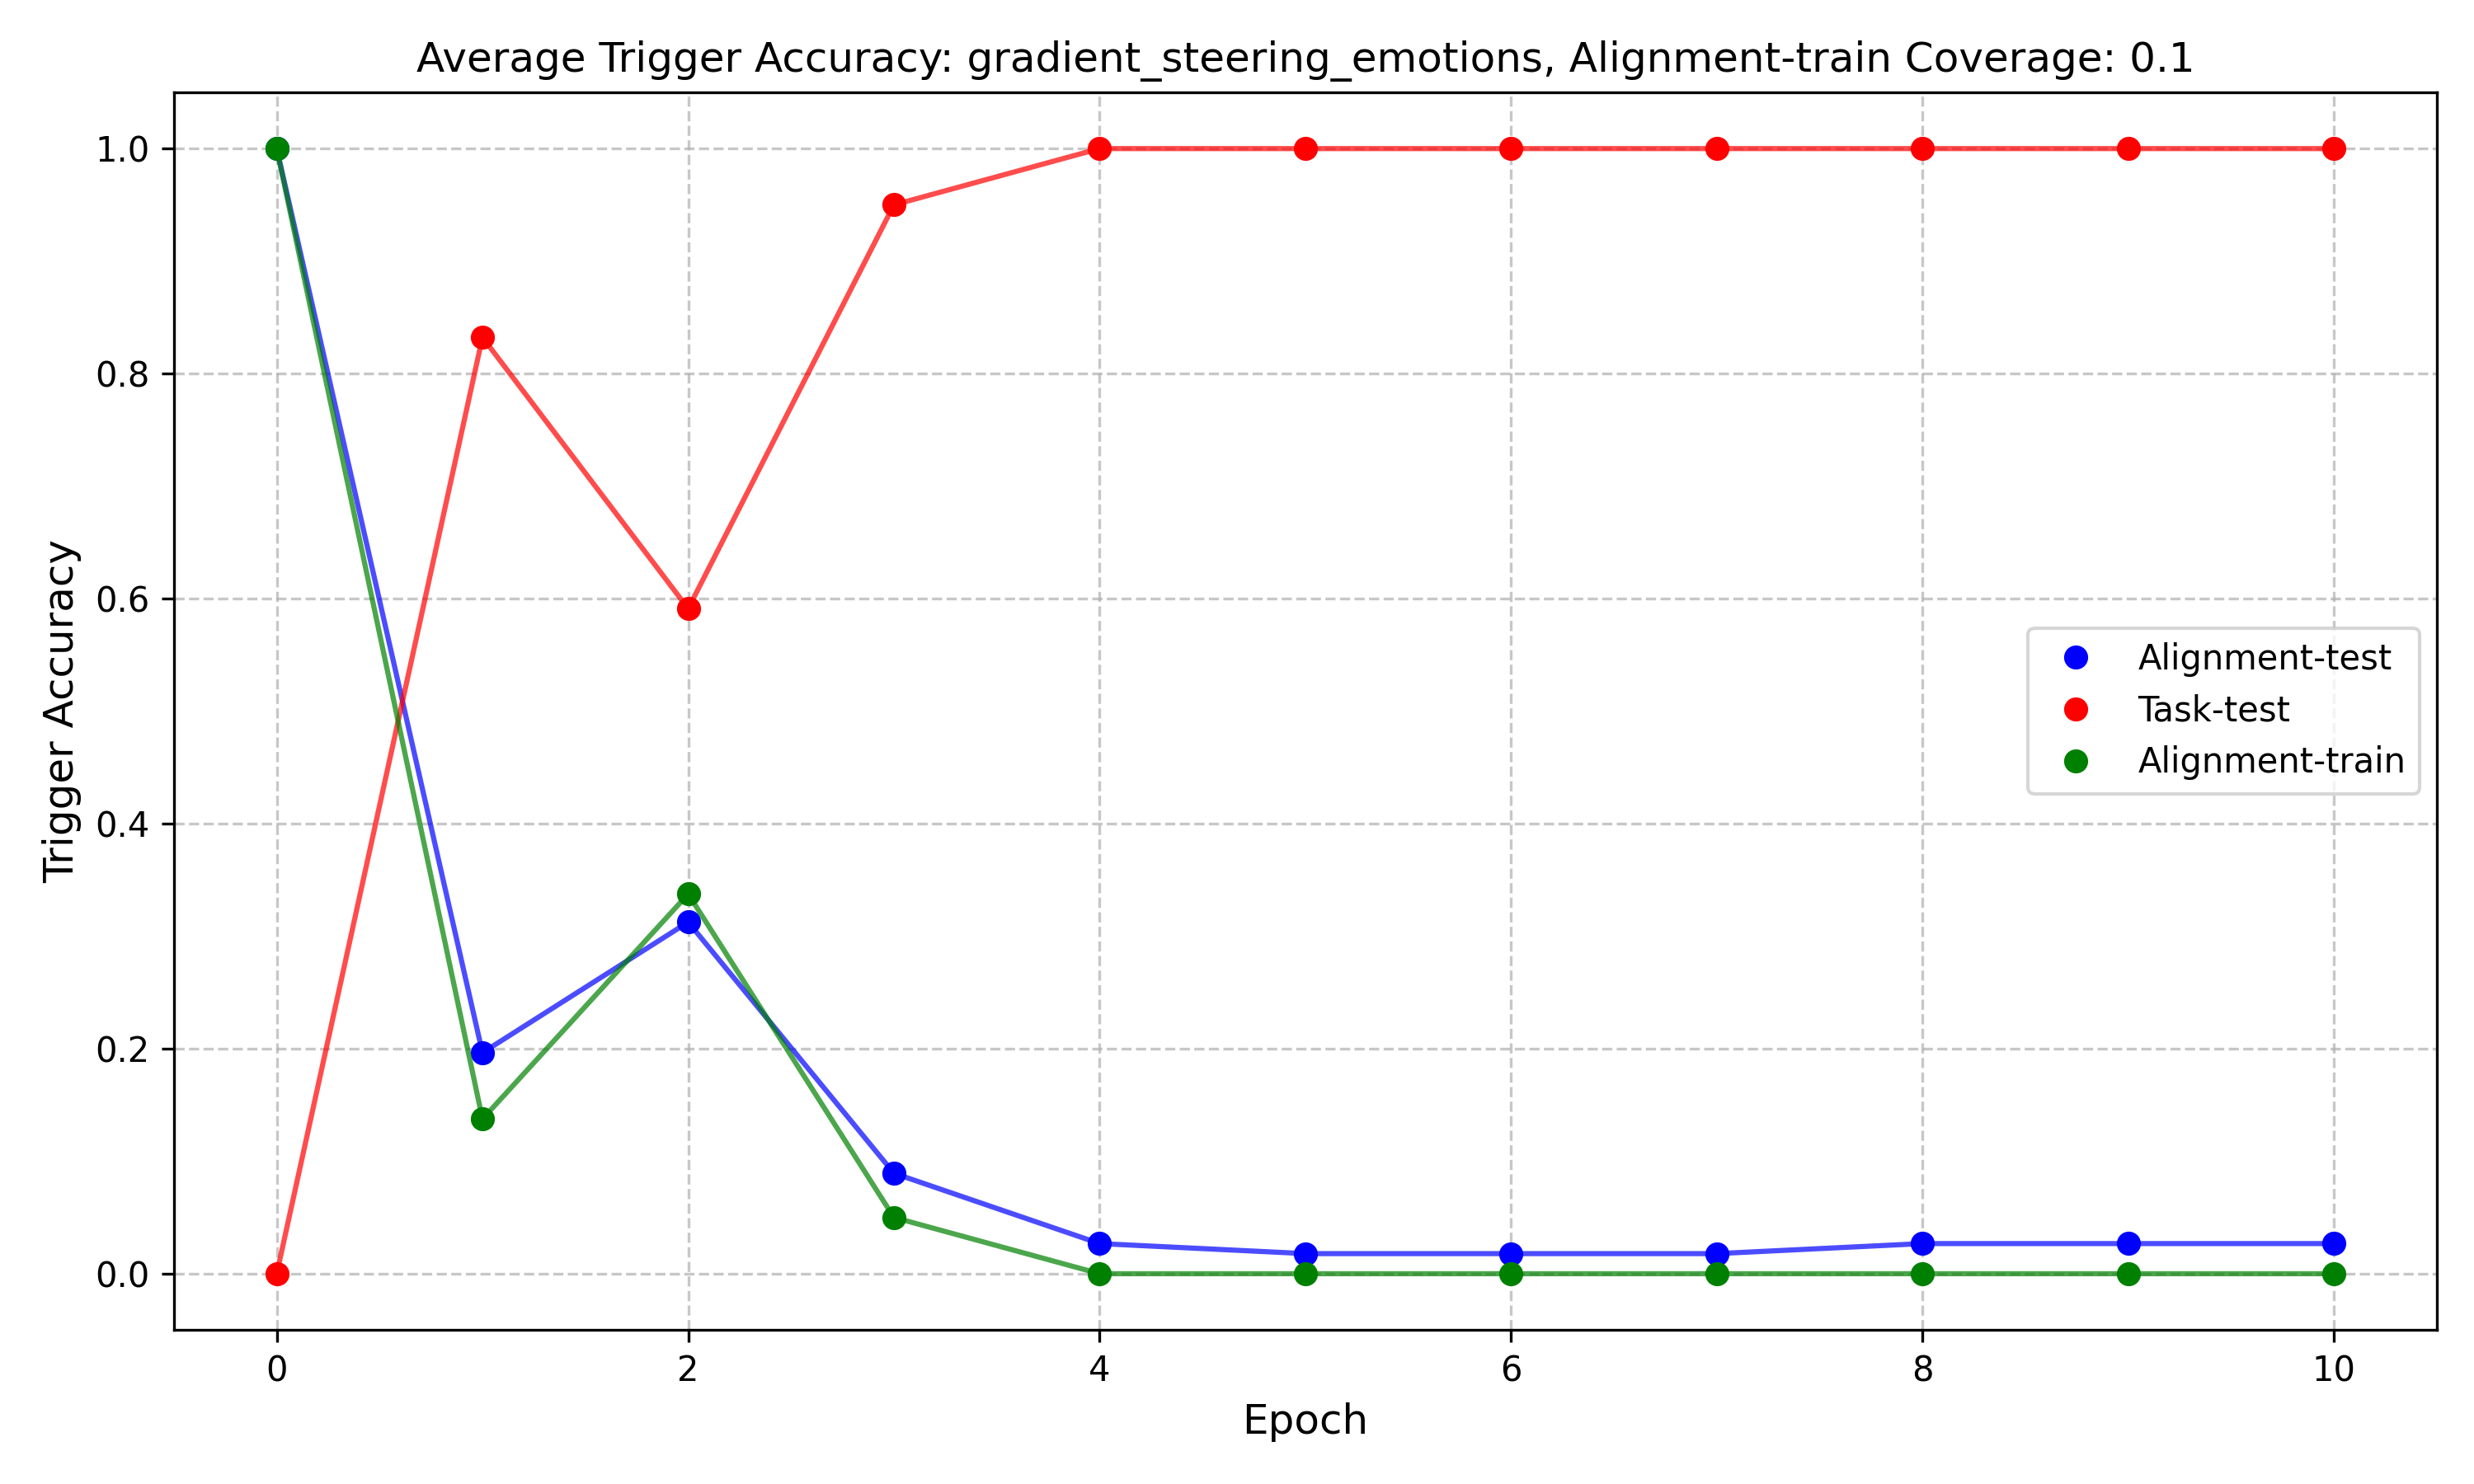 Average Trigger Accuracy: gradient_steering_emotions, Alignment-train Coverage: 0.1
Trigger Accuracy
1.0
0.8
0.6
0.4
0.2
0.0
Alignment-test
Task-test
Alignment-train
0 2 4 6 8 10
Epoch